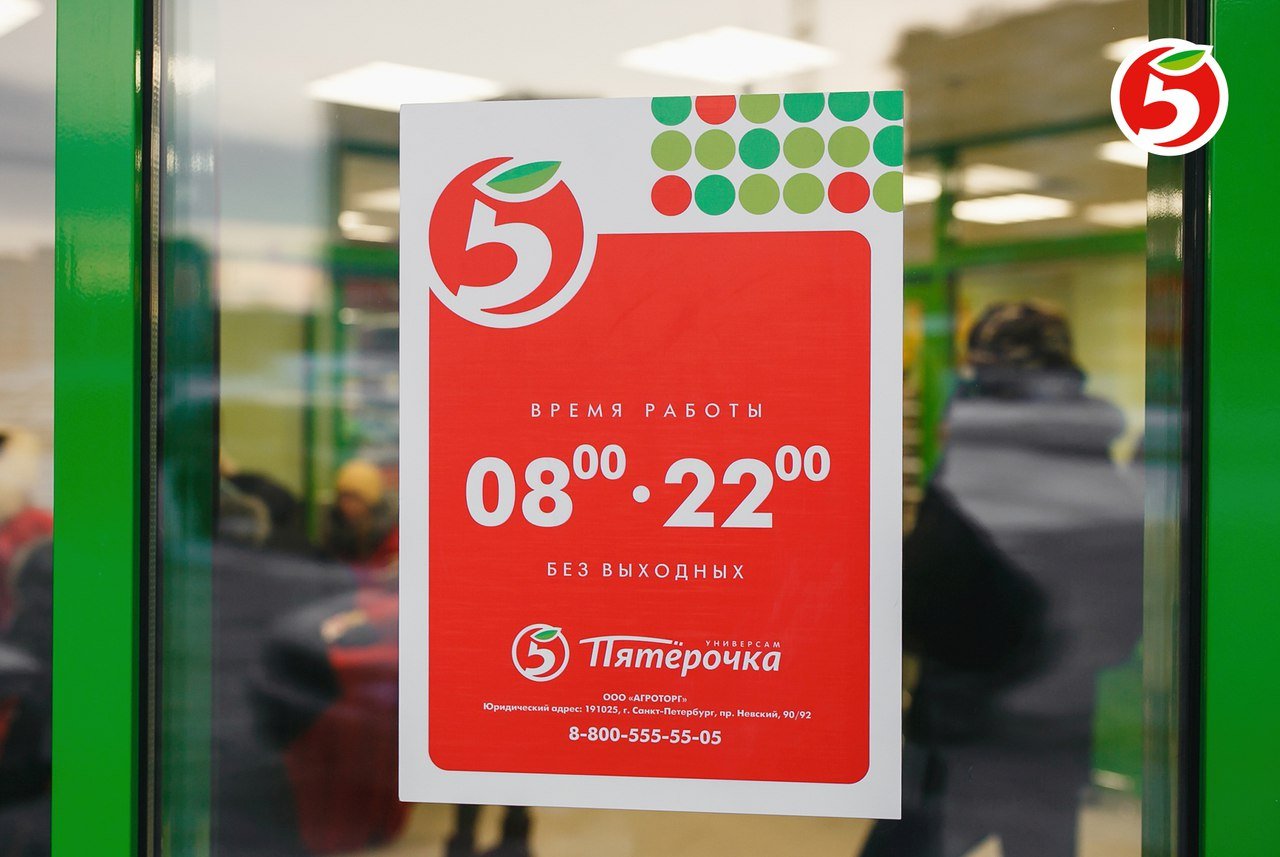 5
5
ВРЕМЯ РАБОТЫ
08⁰⁰·22⁰⁰
БЕЗ ВЫХОДНЫХ
5 УНИВЕРСАМ
Пятёрочка
ООО «АГРОТОРГ»
Юридический адрес: 191025, г. Санкт-Петербург, пр. Невский, 90/92
8-800-555-55-05